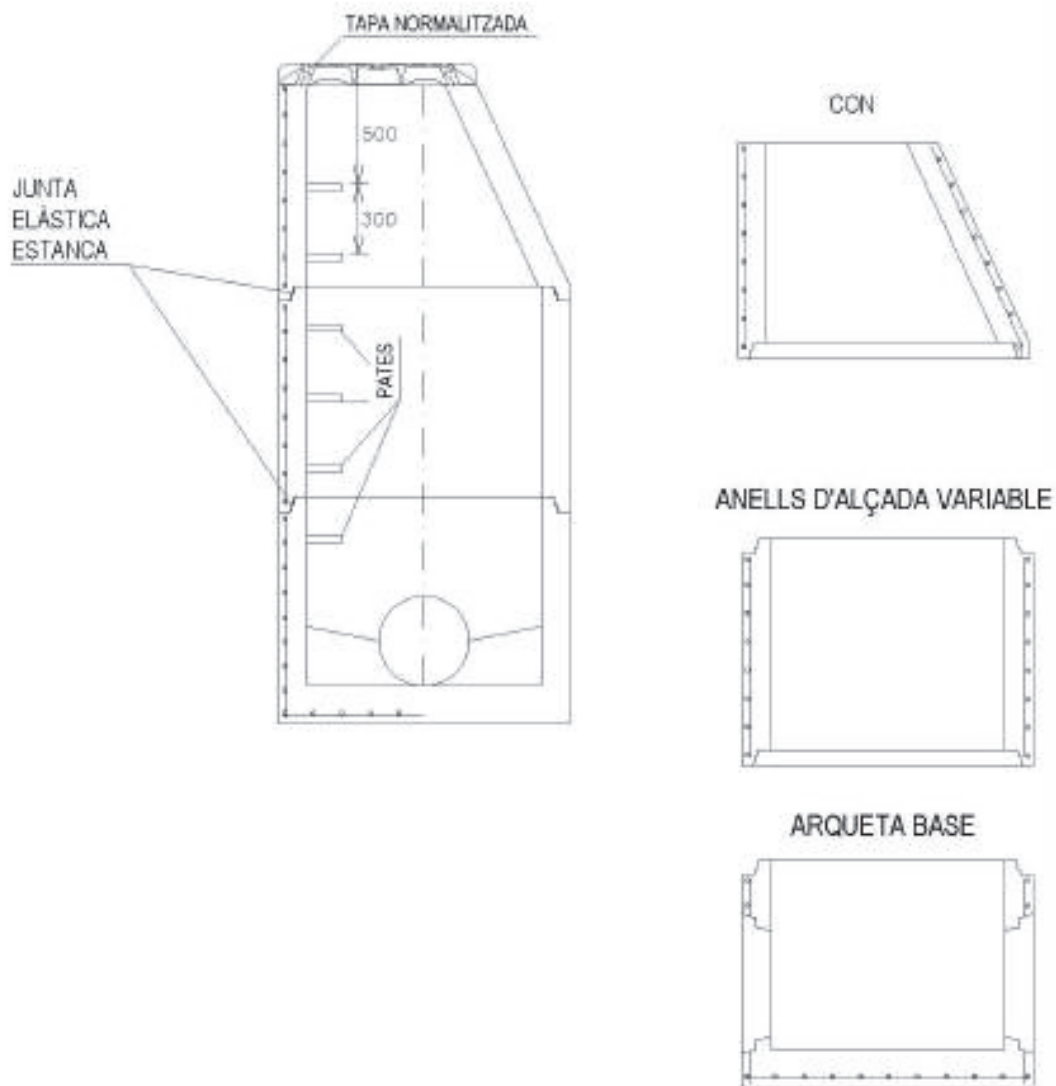 TAPA NORMALITZADA
500
300
JUNTA
ELÀSTICA
ESTANCA
PATES
CON
ANELLS D'ALÇADA VARIABLE
ARQUETA BASE